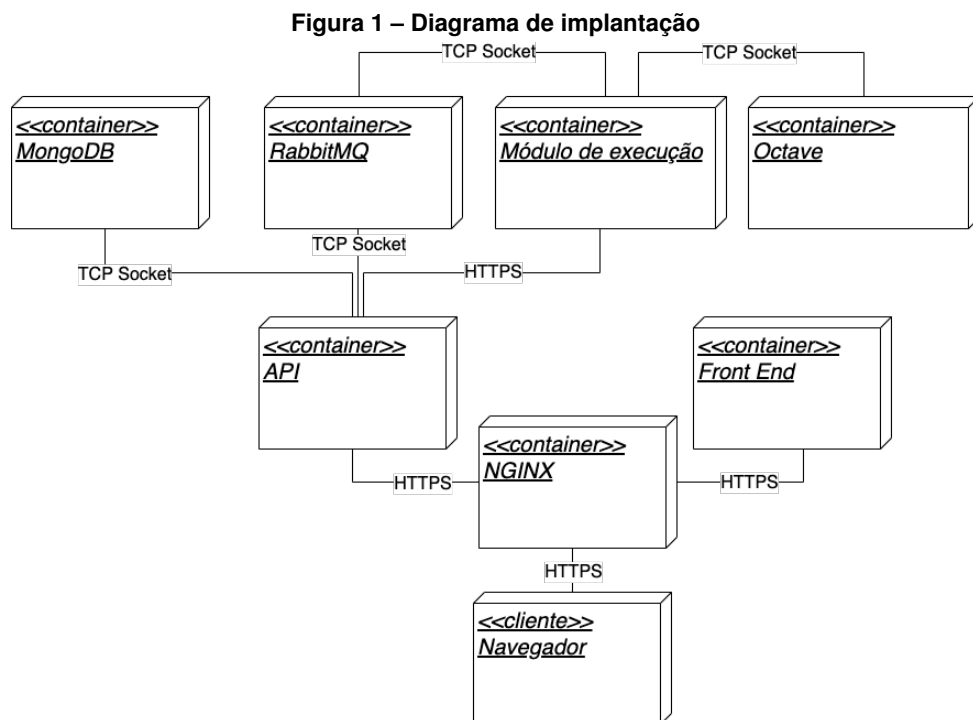 Figura 1 – Diagrama de implantação
TCP Socket
TCP Socket
<<container>>
MongoDB
<<container>>
RabbitMQ
<<container>>
Módulo de execução
<<container>>
Octave
TCP Socket
TCP Socket
HTTPS
<<container>>
API
<<container>>
Front End
<<container>>
NGINX
HTTPS
HTTPS
HTTPS
<<cliente>>
Navegador